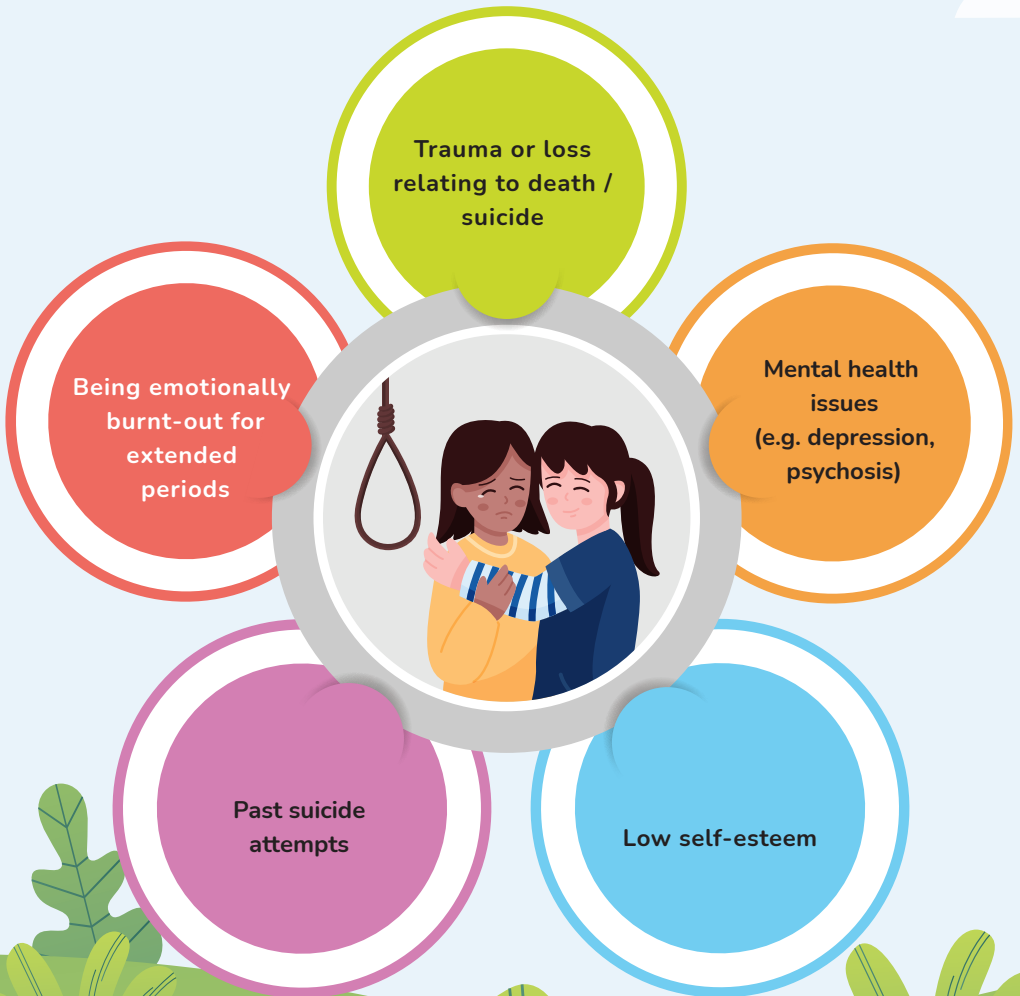 Trauma or loss
relating to death /
suicide
Being emotionally
burnt-out for
extended
periods
Mental health
issues
(e.g. depression,
psychosis)
Past suicide
attempts
Low self-esteem